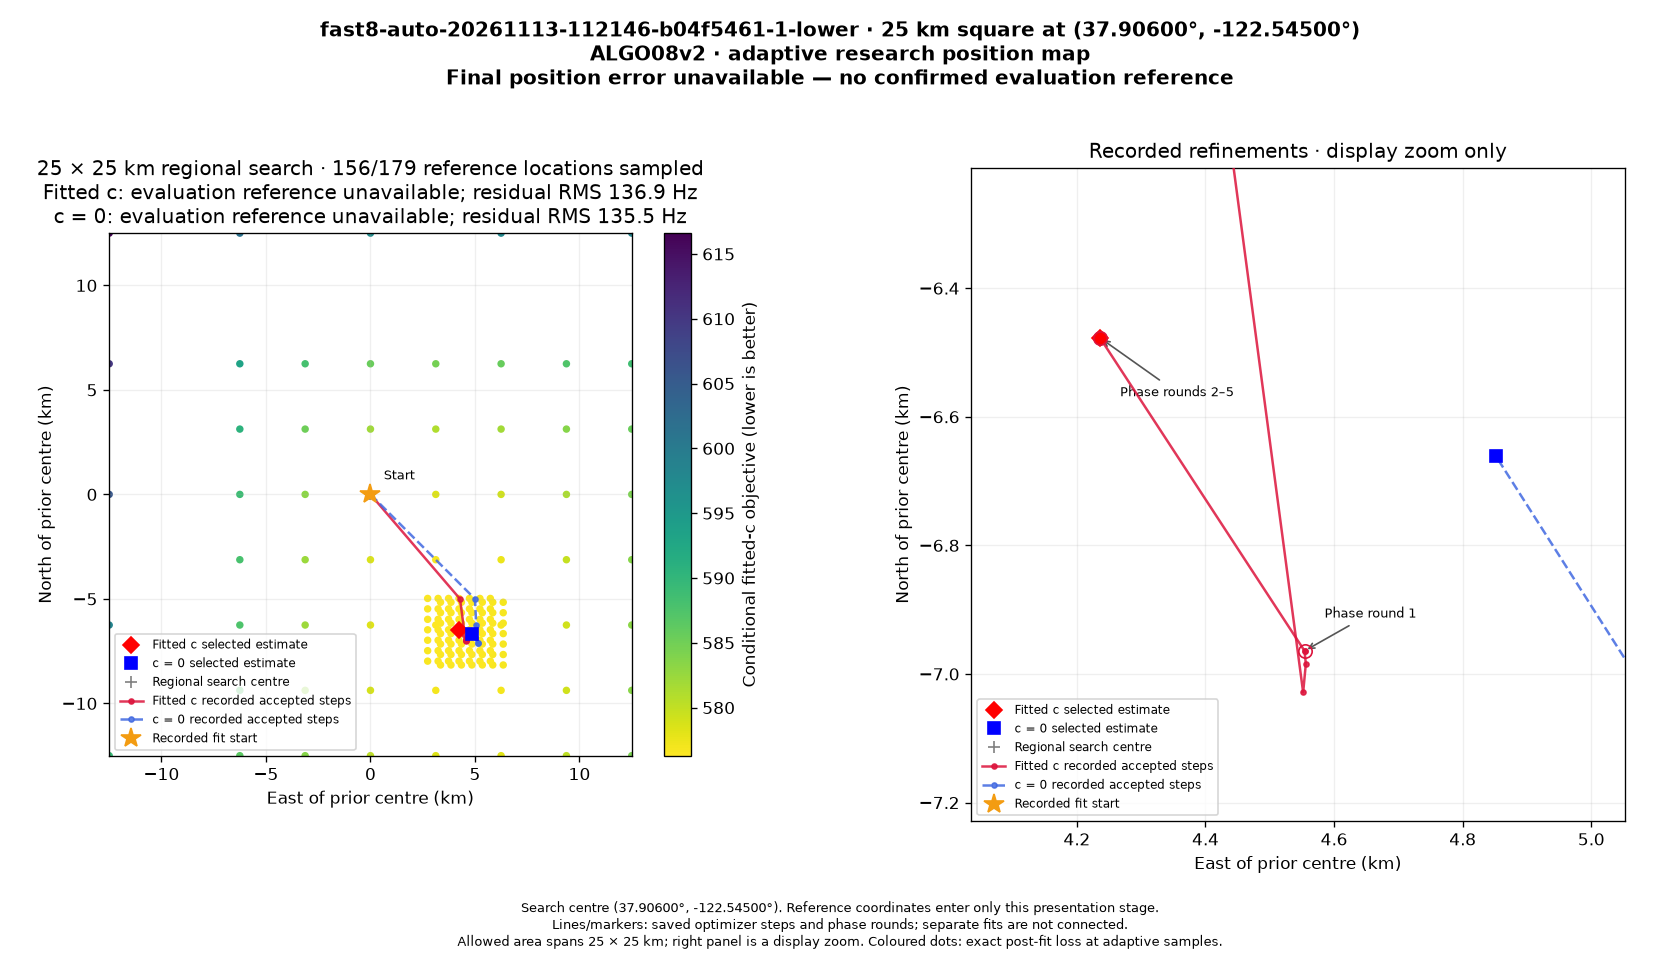 fast8-auto-20261113-112146-b04f5461-1-lower · 25 km square at (37.90600°, -122.54500°)
ALGO08v2 · adaptive research position map
Final position error unavailable — no confirmed evaluation reference
25 × 25 km regional search · 156/179 reference locations sampled
Fitted c: evaluation reference unavailable; residual RMS 136.9 Hz
c = 0: evaluation reference unavailable; residual RMS 135.5 Hz
North of prior centre (km)
10
5
0
−5
−10
−10
−5
0
5
10
East of prior centre (km)
Start
Fitted c selected estimate
c = 0 selected estimate
Regional search centre
Fitted c recorded accepted steps
c = 0 recorded accepted steps
Recorded fit start
615
610
605
600
595
590
585
580
Conditional fitted-c objective (lower is better)
Recorded refinements · display zoom only
North of prior centre (km)
−6.4
−6.6
−6.8
−7.0
−7.2
4.2
4.4
4.6
4.8
5.0
East of prior centre (km)
Phase rounds 2–5
Phase round 1
Fitted c selected estimate
c = 0 selected estimate
Regional search centre
Fitted c recorded accepted steps
c = 0 recorded accepted steps
Recorded fit start
Search centre (37.90600°, -122.54500°). Reference coordinates enter only this presentation stage.
Lines/markers: saved optimizer steps and phase rounds; separate fits are not connected.
Allowed area spans 25 × 25 km; right panel is a display zoom. Coloured dots: exact post-fit loss at adaptive samples.